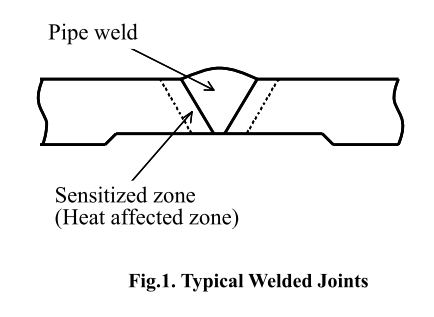 Pipe weld
Sensitized zone
(Heat affected zone)
Fig.1. Typical Welded Joints